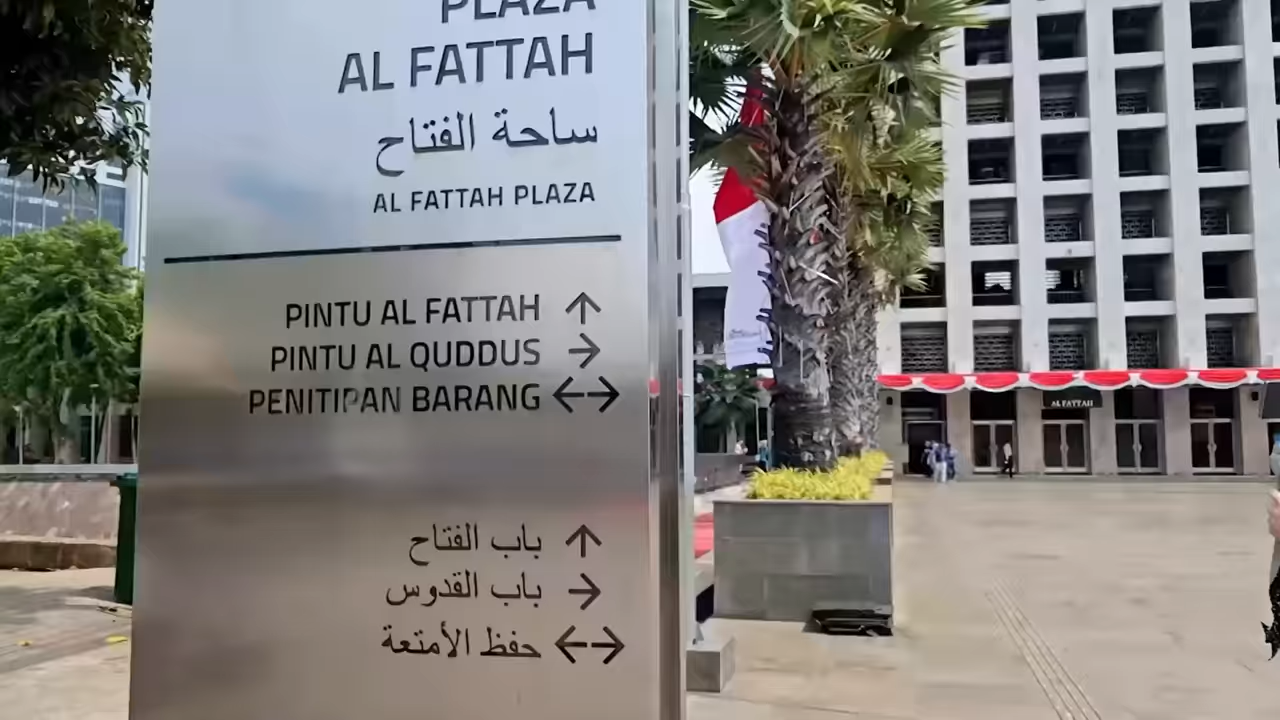 PLAZA
AL FATTAH
ساحة الفتاح
AL FATTAH PLAZA
PINTU AL FATTAH ↑
PINTU AL QUDDUS →
PENITIPAN BARANG ←→
باب الفتاح ↑
باب القدوس →
حفظ الأمتعة ←→
AL FATTAH